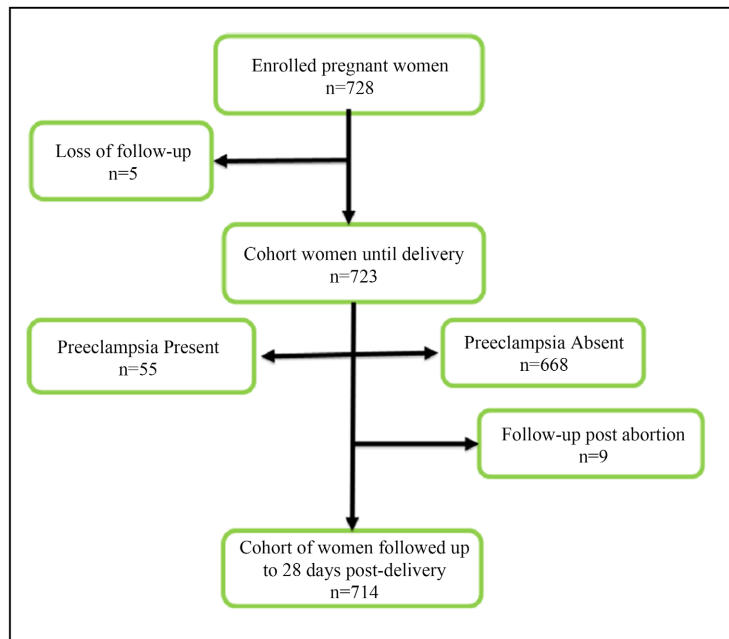 Enrolled pregnant women
n=728
Loss of follow-up
n=5
Cohort women until delivery
n=723
Preeclampsia Present
n=55
Preeclampsia Absent
n=668
Follow-up post abortion
n=9
Cohort of women followed up
to 28 days post-delivery
n=714